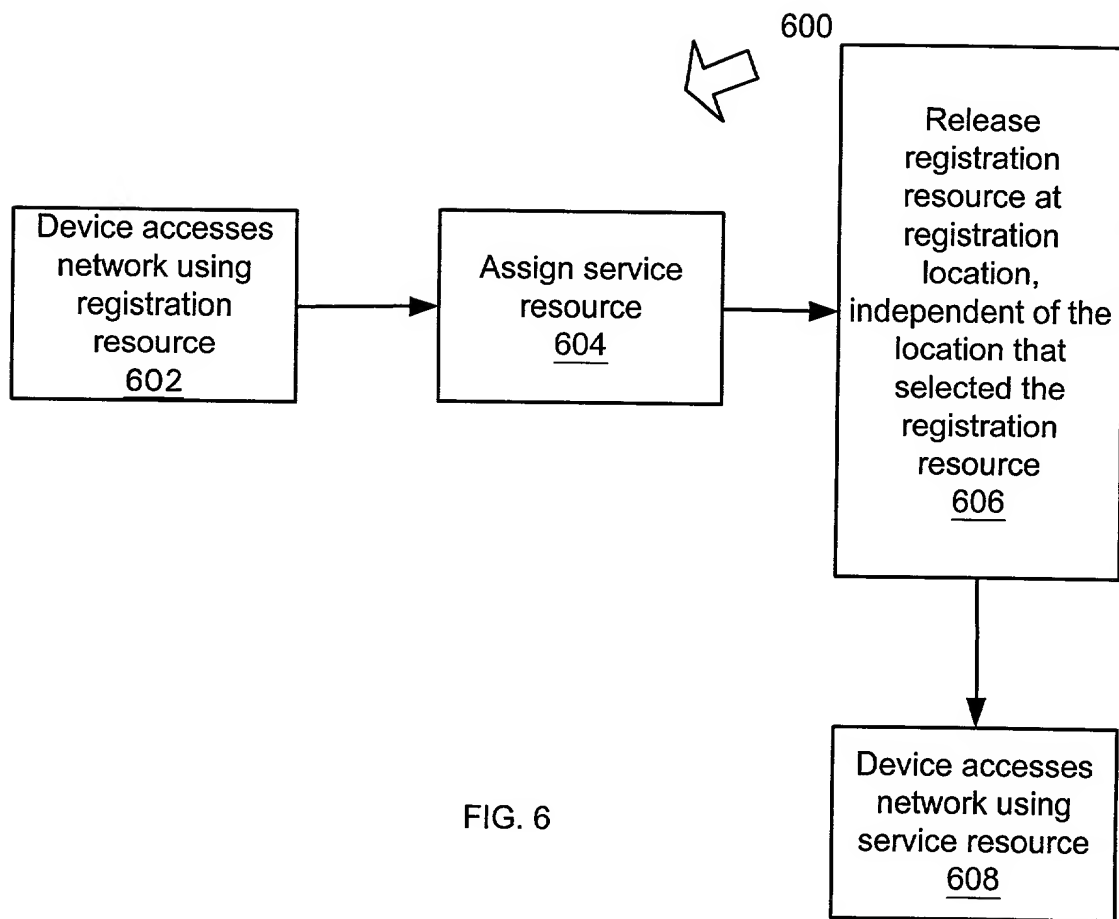 600
Device accesses
network using
registration
resource
602
Assign service
resource
604
Release
registration
resource at
registration
location,
independent of the
location that
selected the
registration
resource
606
Device accesses
network using
service resource
608
FIG. 6